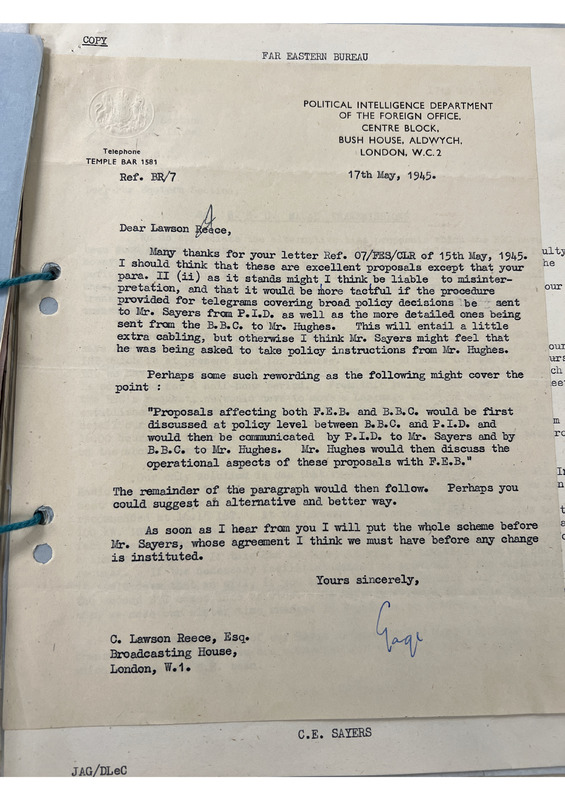 COPY
FAR EASTERN BUREAU
POLITICAL INTELLIGENCE DEPARTMENT
OF THE FOREIGN OFFICE,
CENTRE BLOCK,
BUSH HOUSE, ALDWYCH,
LONDON, W.C.2
Telephone
TEMPLE BAR 1581
Ref. BR/7
17th May, 1945.
Dear Lawson Reece,
Many thanks for your letter Ref. 07/FES/CLR of 15th May, 1945.
I should think that these are excellent proposals except that your
para. II (ii) as it stands might I think be liable to misinter-
pretation, and that it would be more tactful if the procedure
provided for telegrams covering broad policy decisions be sent
to Mr. Sayers from P.I.D. as well as the more detailed ones being
sent from the B.B.C. to Mr. Hughes. This will entail a little
extra cabling, but otherwise I think Mr. Sayers might feel that
he was being asked to take policy instructions from Mr. Hughes.
Perhaps some such rewording as the following might cover the
point :
"Proposals affecting both F.E.B. and B.B.C. would be first
discussed at policy level between B.B.C. and P.I.D. and
would then be communicated by P.I.D. to Mr. Sayers and by
B.B.C. to Mr. Hughes. Mr. Hughes would then discuss the
operational aspects of these proposals with F.E.B."
The remainder of the paragraph would then follow. Perhaps you
could suggest an alternative and better way.
As soon as I hear from you I will put the whole scheme before
Mr. Sayers, whose agreement I think we must have before any change
is instituted.
Yours sincerely,
Gage
C. Lawson Reece, Esq.
Broadcasting House,
London, W.1.
C.E. SAYERS
JAG/DLeC